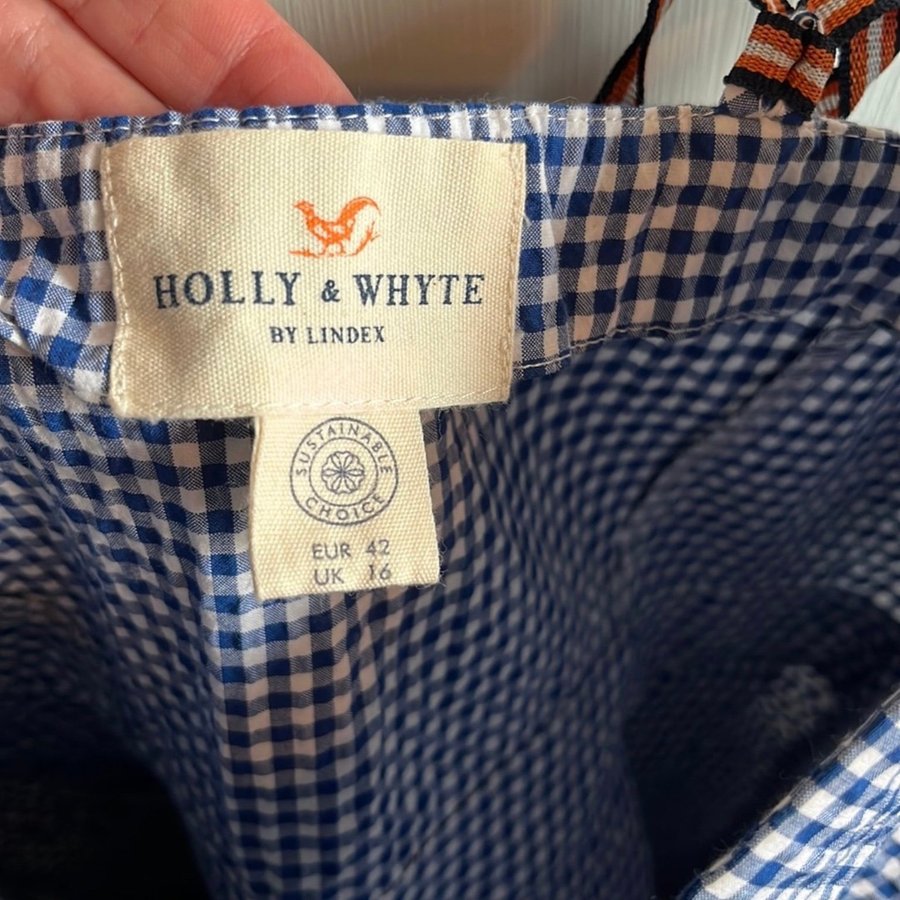 HOLLY & WHYTE
BY LINDEX
SUSTAINABLE
CHOICE
EUR 42
UK 16